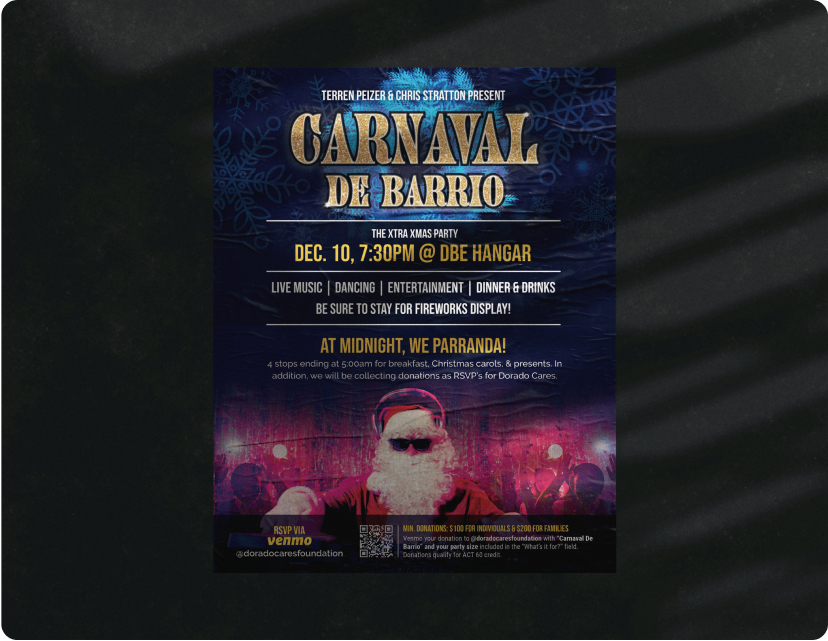 TERREN PEIZER & CHRIS STRATTON PRESENT
CARNAVAL
DE BARRIO
THE XTRA XMAS PARTY
DEC. 10, 7:30PM @ DBE HANGAR
LIVE MUSIC | DANCING | ENTERTAINMENT | DINNER & DRINKS
BE SURE TO STAY FOR FIREWORKS DISPLAY!
AT MIDNIGHT, WE PARRANDA!
4 stops ending at 5:00am for breakfast, Christmas carols, & presents. In
addition, we will be collecting donations as RSVP's for Dorado Cares.
RSVP VIA
venmo
@doradocaresfoundation
MIN. DONATIONS: $100 FOR INDIVIDUALS & $200 FOR FAMILIES
Venmo your donation to @doradocaresfoundation with "Carnaval De
Barrio" and your party size included in the "What's it for?" field.
Donations qualify for ACT 60 credit.